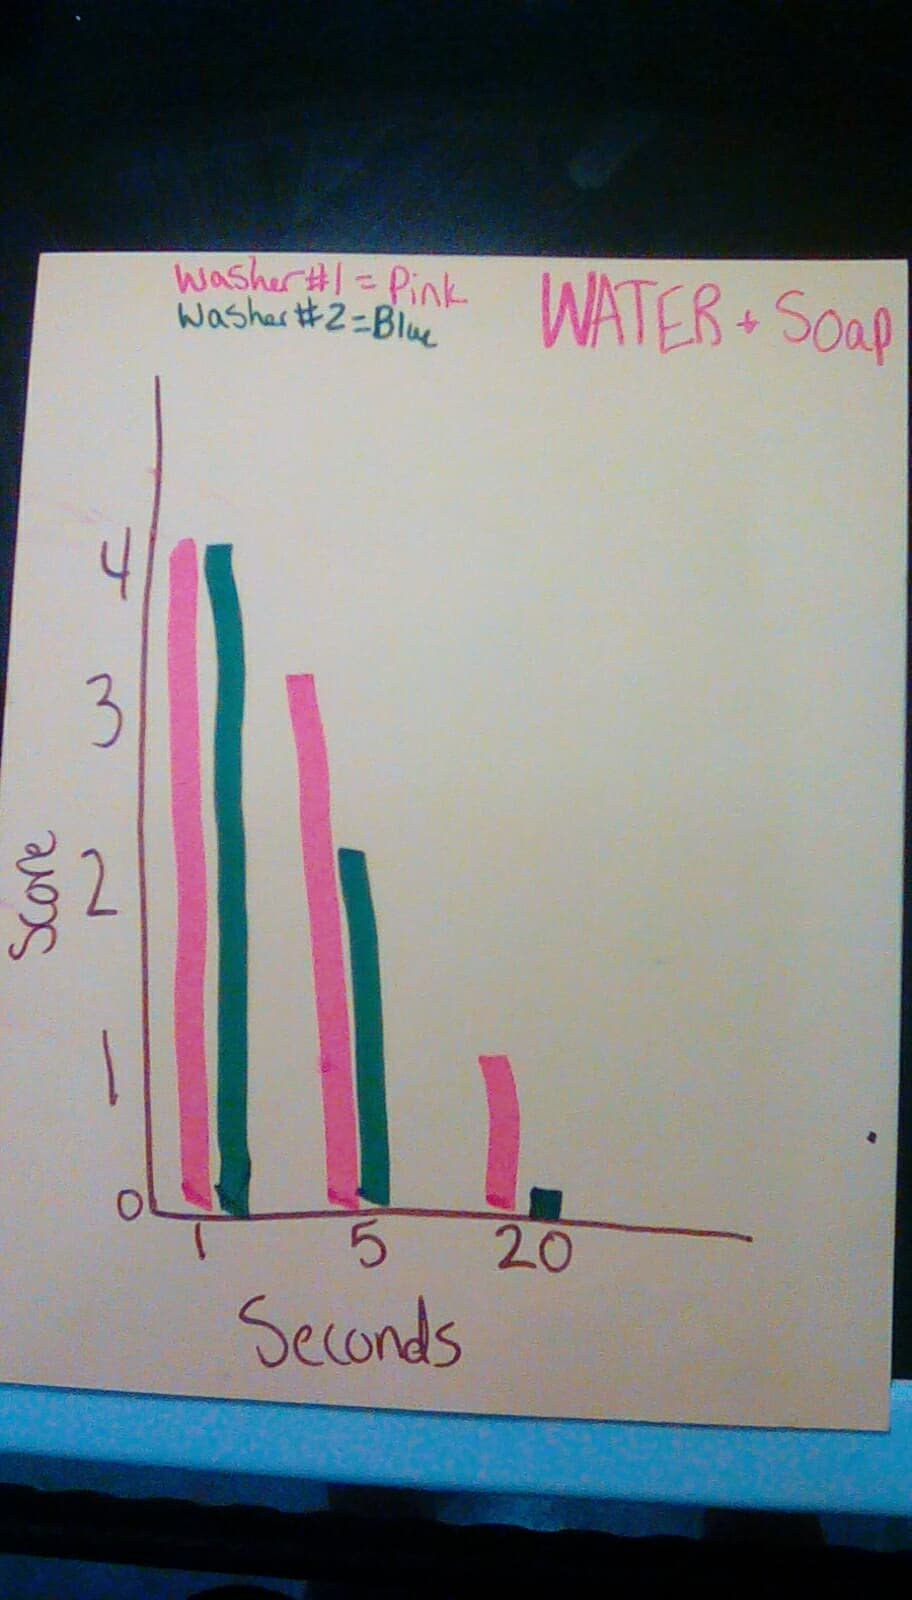 Washer #1 = Pink
Washer #2 = Blue
WATER + Soap
4
3
2
1
0
Score
1 5 20
Seconds